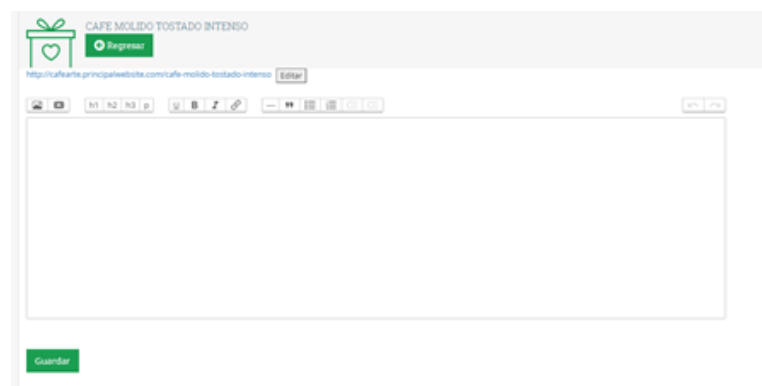 CAFE MOLIDO TOSTADO INTENSO
Regresar
http://cafearte.principalwebsite.com/cafe-molido-tostado-intenso Editar
h1 h2 h3 p U B I
Guardar